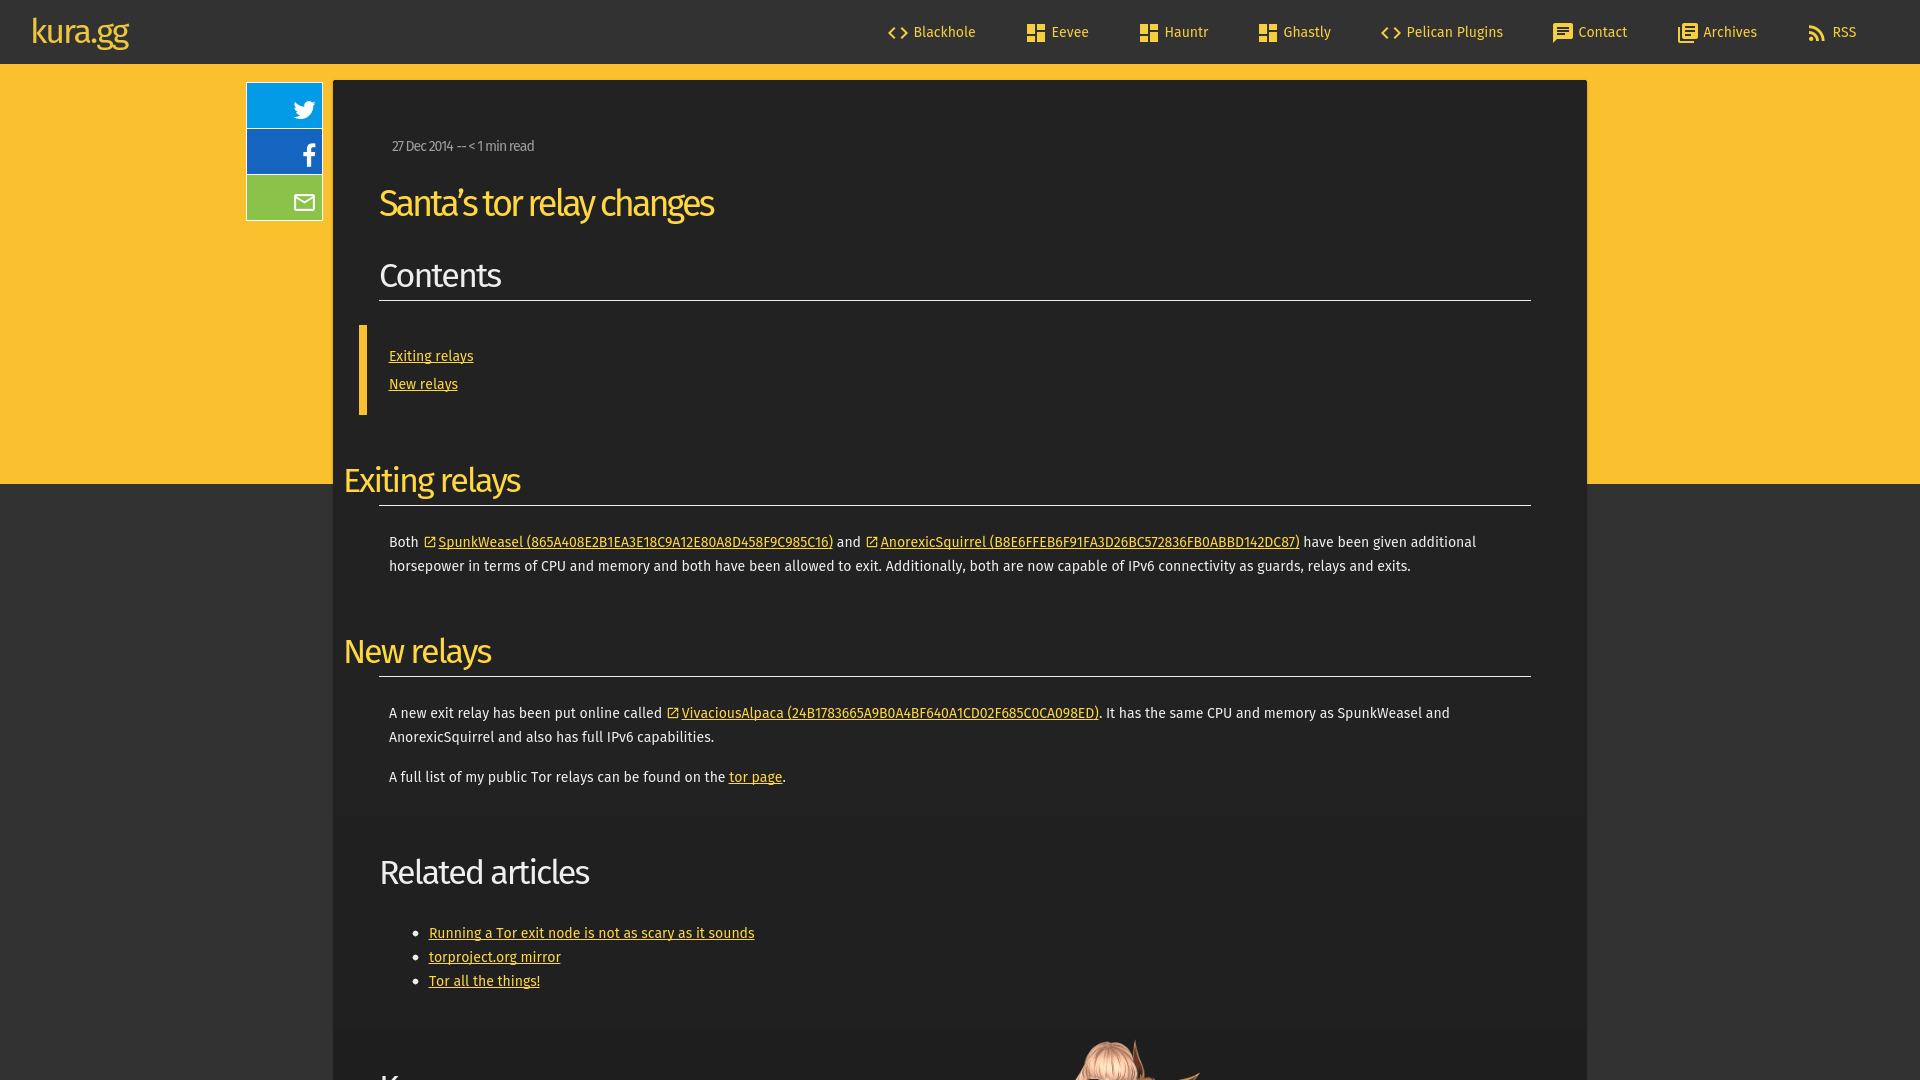 kura.gg
Blackhole
Eevee
Hauntr
Ghastly
Pelican Plugins
Contact
Archives
RSS
27 Dec 2014 -- < 1 min read
Santa’s tor relay changes
Contents
Exiting relays
New relays
Exiting relays
Both SpunkWeasel (865A408E2B1EA3E18C9A12E80A8D458F9C985C16) and AnorexicSquirrel (B8E6FFEB6F91FA3D26BC572836FB0ABBD142DC87) have been given additional
horsepower in terms of CPU and memory and both have been allowed to exit. Additionally, both are now capable of IPv6 connectivity as guards, relays and exits.
New relays
A new exit relay has been put online called VivaciousAlpaca (24B1783665A9B0A4BF640A1CD02F685C0CA098ED). It has the same CPU and memory as SpunkWeasel and
AnorexicSquirrel and also has full IPv6 capabilities.
A full list of my public Tor relays can be found on the tor page.
Related articles
Running a Tor exit node is not as scary as it sounds
torproject.org mirror
Tor all the things!